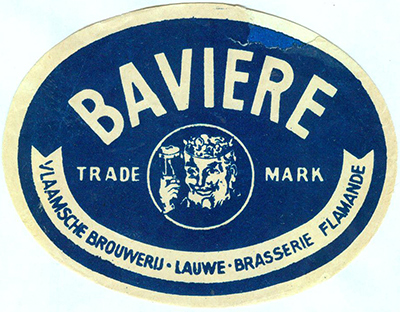 BAVIERE
TRADE MARK
VLAAMSCHE BROUWERIJ · LAUWE · BRASSERIE FLAMANDE